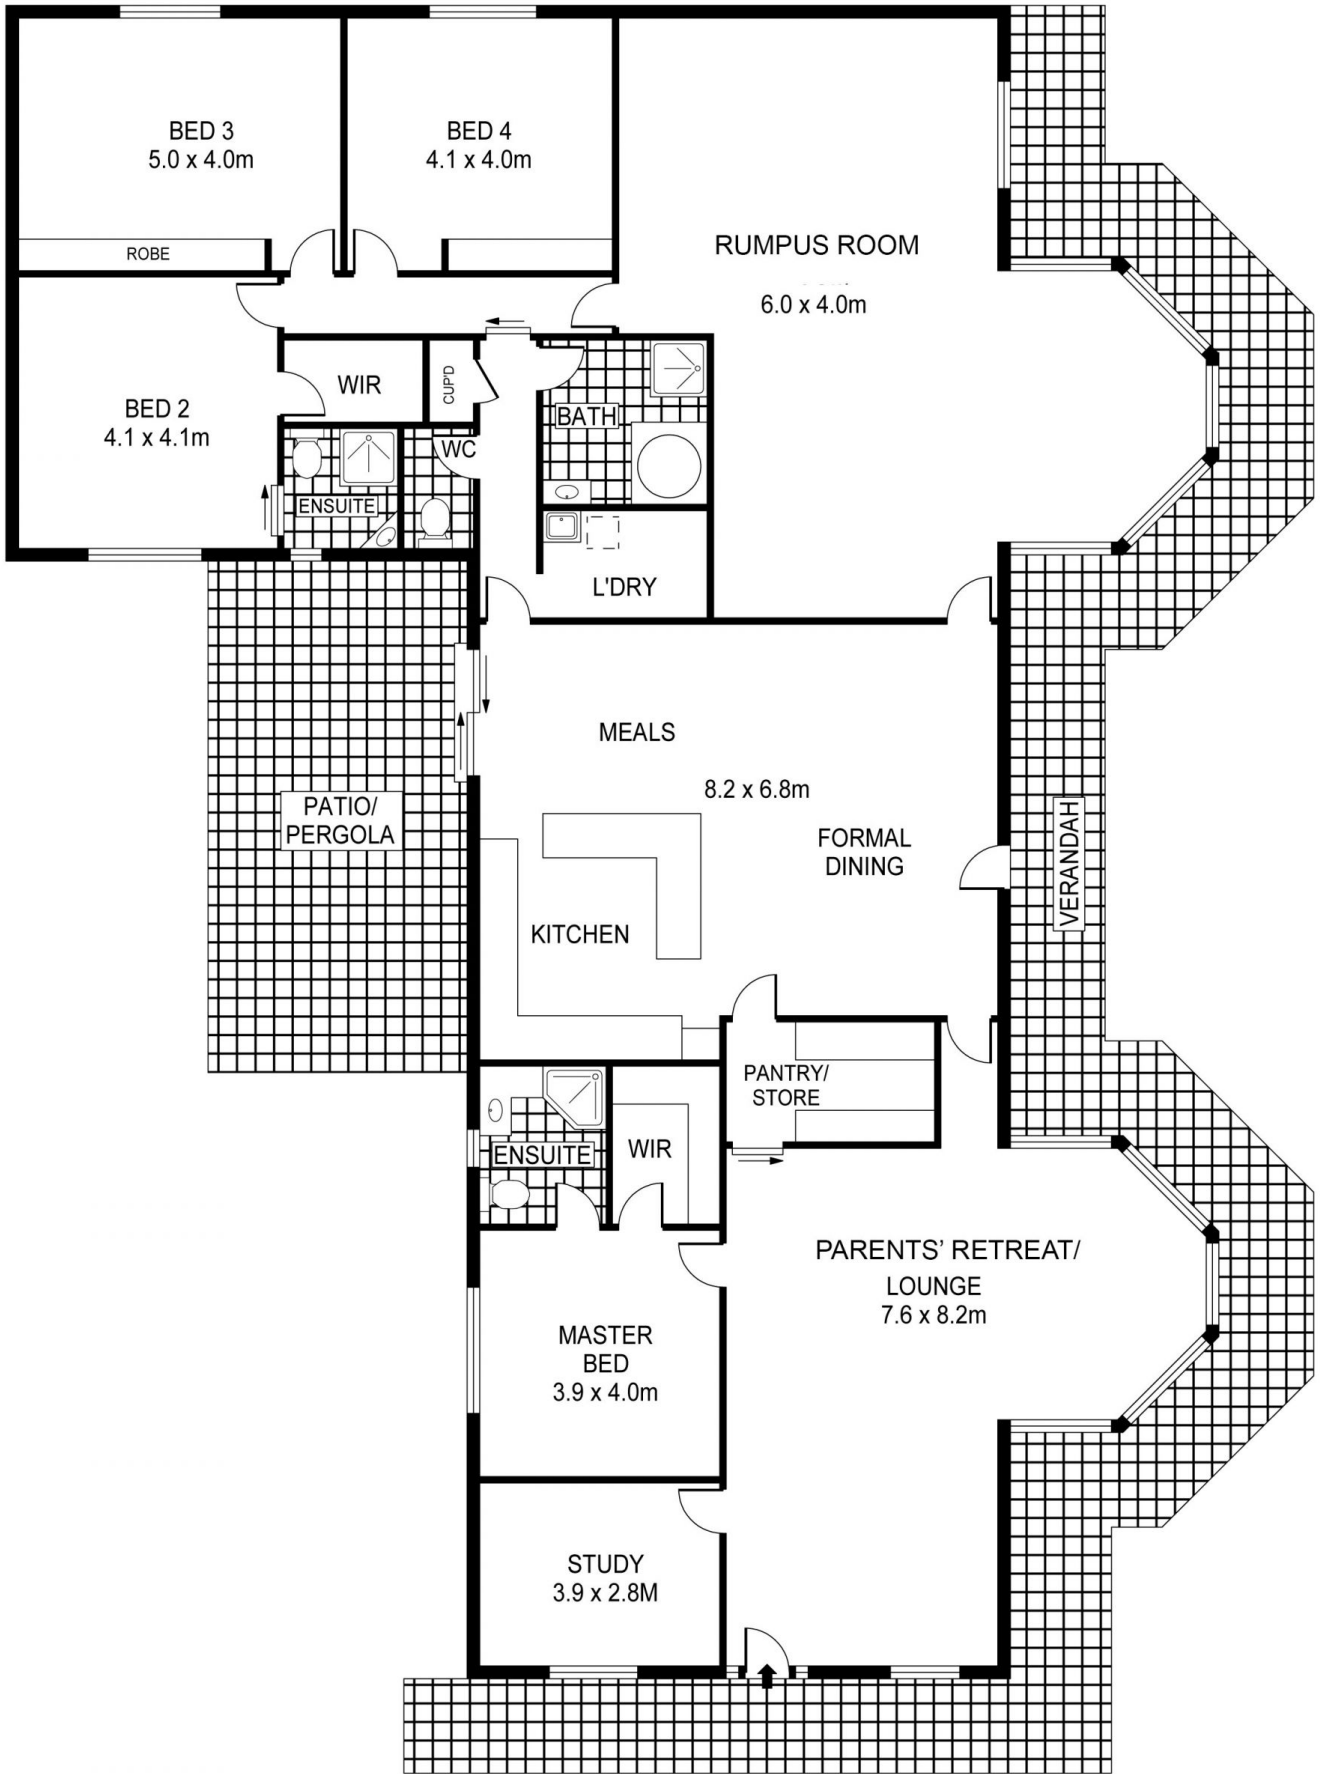 BED 3
5.0 x 4.0m
BED 4
4.1 x 4.0m
ROBE
RUMPUS ROOM
6.0 x 4.0m
BED 2
4.1 x 4.1m
WIR
CUP'D
BATH
WC
ENSUITE
L'DRY
MEALS
8.2 x 6.8m
PATIO/
PERGOLA
FORMAL
DINING
VERANDAH
KITCHEN
PANTRY/
STORE
ENSUITE
WIR
PARENTS’ RETREAT/
LOUNGE
7.6 x 8.2m
MASTER
BED
3.9 x 4.0m
STUDY
3.9 x 2.8M